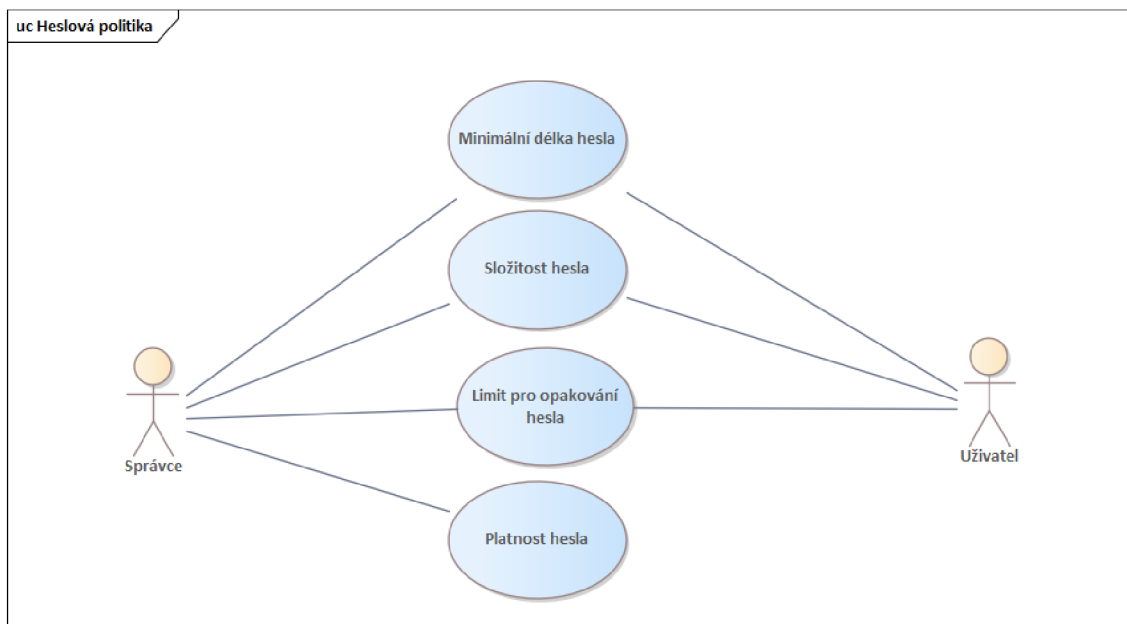 uc Heslová politika
Minimální délka hesla
Složitost hesla
Limit pro opakování
hesla
Správce
Uživatel
Platnost hesla